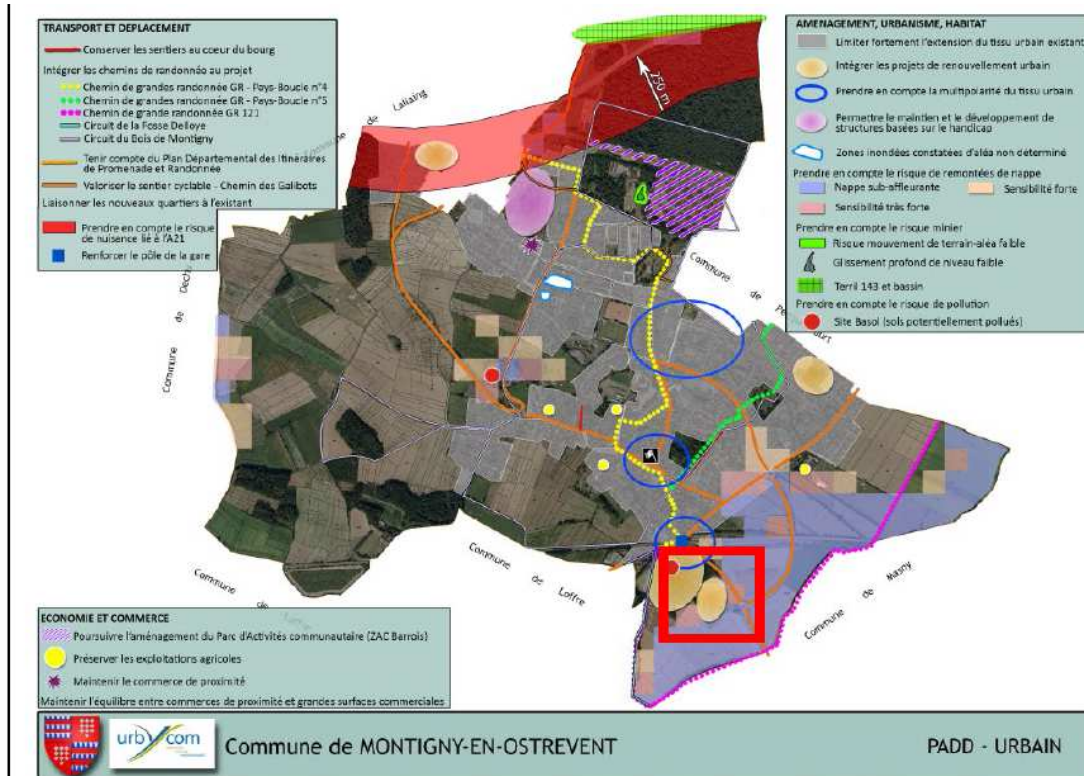 TRANSPORT ET DEPLACEMENT
Conserver les sentiers au cœur du bourg
Intégrer les chemins de randonnée au projet
Chemin de grandes randonnée GR - Pays-Boucle n°4
Chemin de grandes randonnée GR - Pays-Boucle n°5
Chemin de grandes randonnée GR 121
Circuit de la Fosse Delloye
Circuit du Bois de Montigny
Tenir compte du Plan Départemental des Itinéraires
de Promenade et Randonnée
Valoriser le sentier cyclable - Chemin des Galibots
Liaisonner les nouveaux quartiers à l'existant
Prendre en compte le risque
de nuisence lié à l'A21
Renforcer le pôle de la gare
AMENAGEMENT, URBANISME, HABITAT
Limiter fortement l'extension du tissu urbain existant
Intégrer les projets de renouvellement urbain
Prendre en compte la multipolarité du tissu urbain
Permettre le maintien et le développement de
structures basées sur le handicap
Zones inondées constatées d'aléa non déterminé
Prendre en compte le risque de remontées de nappe
Nappe sub-affleurante
Sensibilité forte
Sensibilité très forte
Prendre en compte le risque minier
Risque mouvement de terrain-aléa faible
Glissement profond de niveau faible
Terril 143 et bassin
Prendre en compte le risque de pollution
Site Basol (sols potentiellement pollués)
250 m
de Lallaing
Commune de
Commune de
Commune de
Commune de Loffre
Commune de Masny
ECONOMIE ET COMMERCE
Poursuivre l'aménagement du Parc d'Activités communautaire (ZAC Barrois)
Préserver les exploitations agricoles
Maintenir le commerce de proximité
Maintenir l'équilibre entre commerces de proximité et grandes surfaces commerciales
urbycom
Commune de MONTIGNY-EN-OSTREVENT
PADD - URBAIN